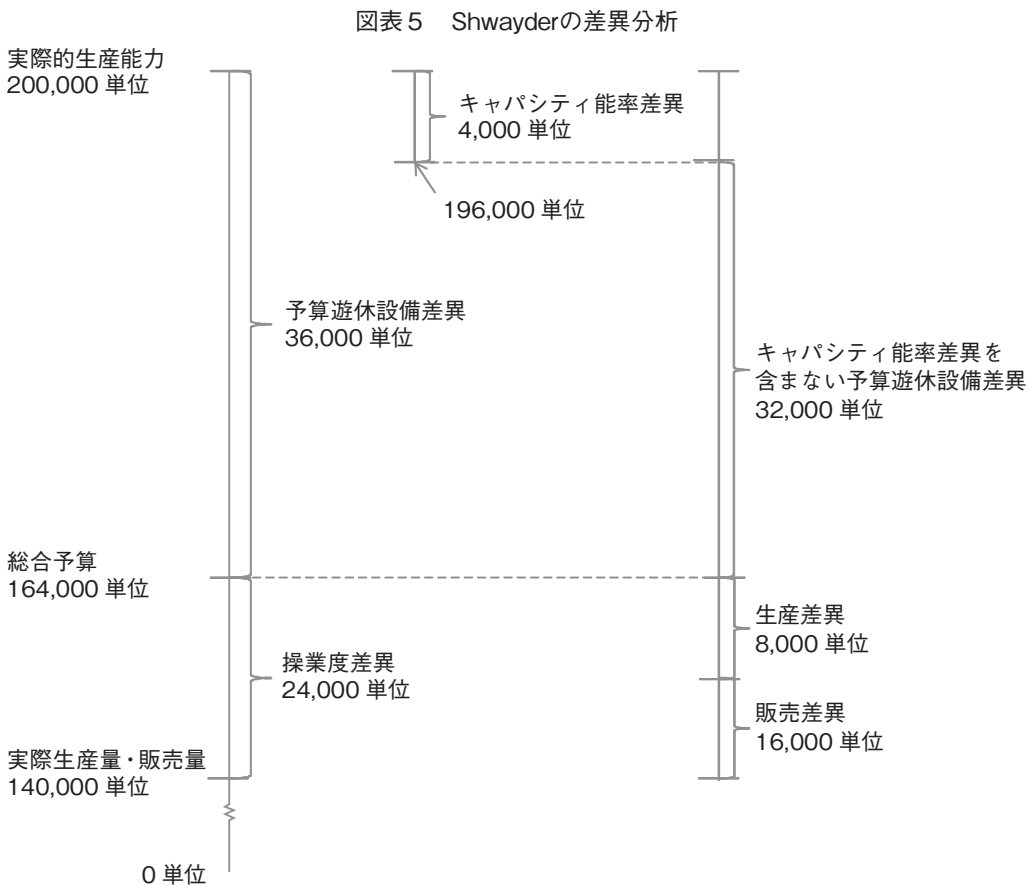 図表5 Shwayderの差異分析
実際的生産能力
200,000 単位
キャパシティ能率差異
4,000 単位
196,000 単位
予算遊休設備差異
36,000 単位
キャパシティ能率差異を
含まない予算遊休設備差異
32,000 単位
総合予算
164,000 単位
生産差異
8,000 単位
操業度差異
24,000 単位
販売差異
16,000 単位
実際生産量・販売量
140,000 単位
0 単位